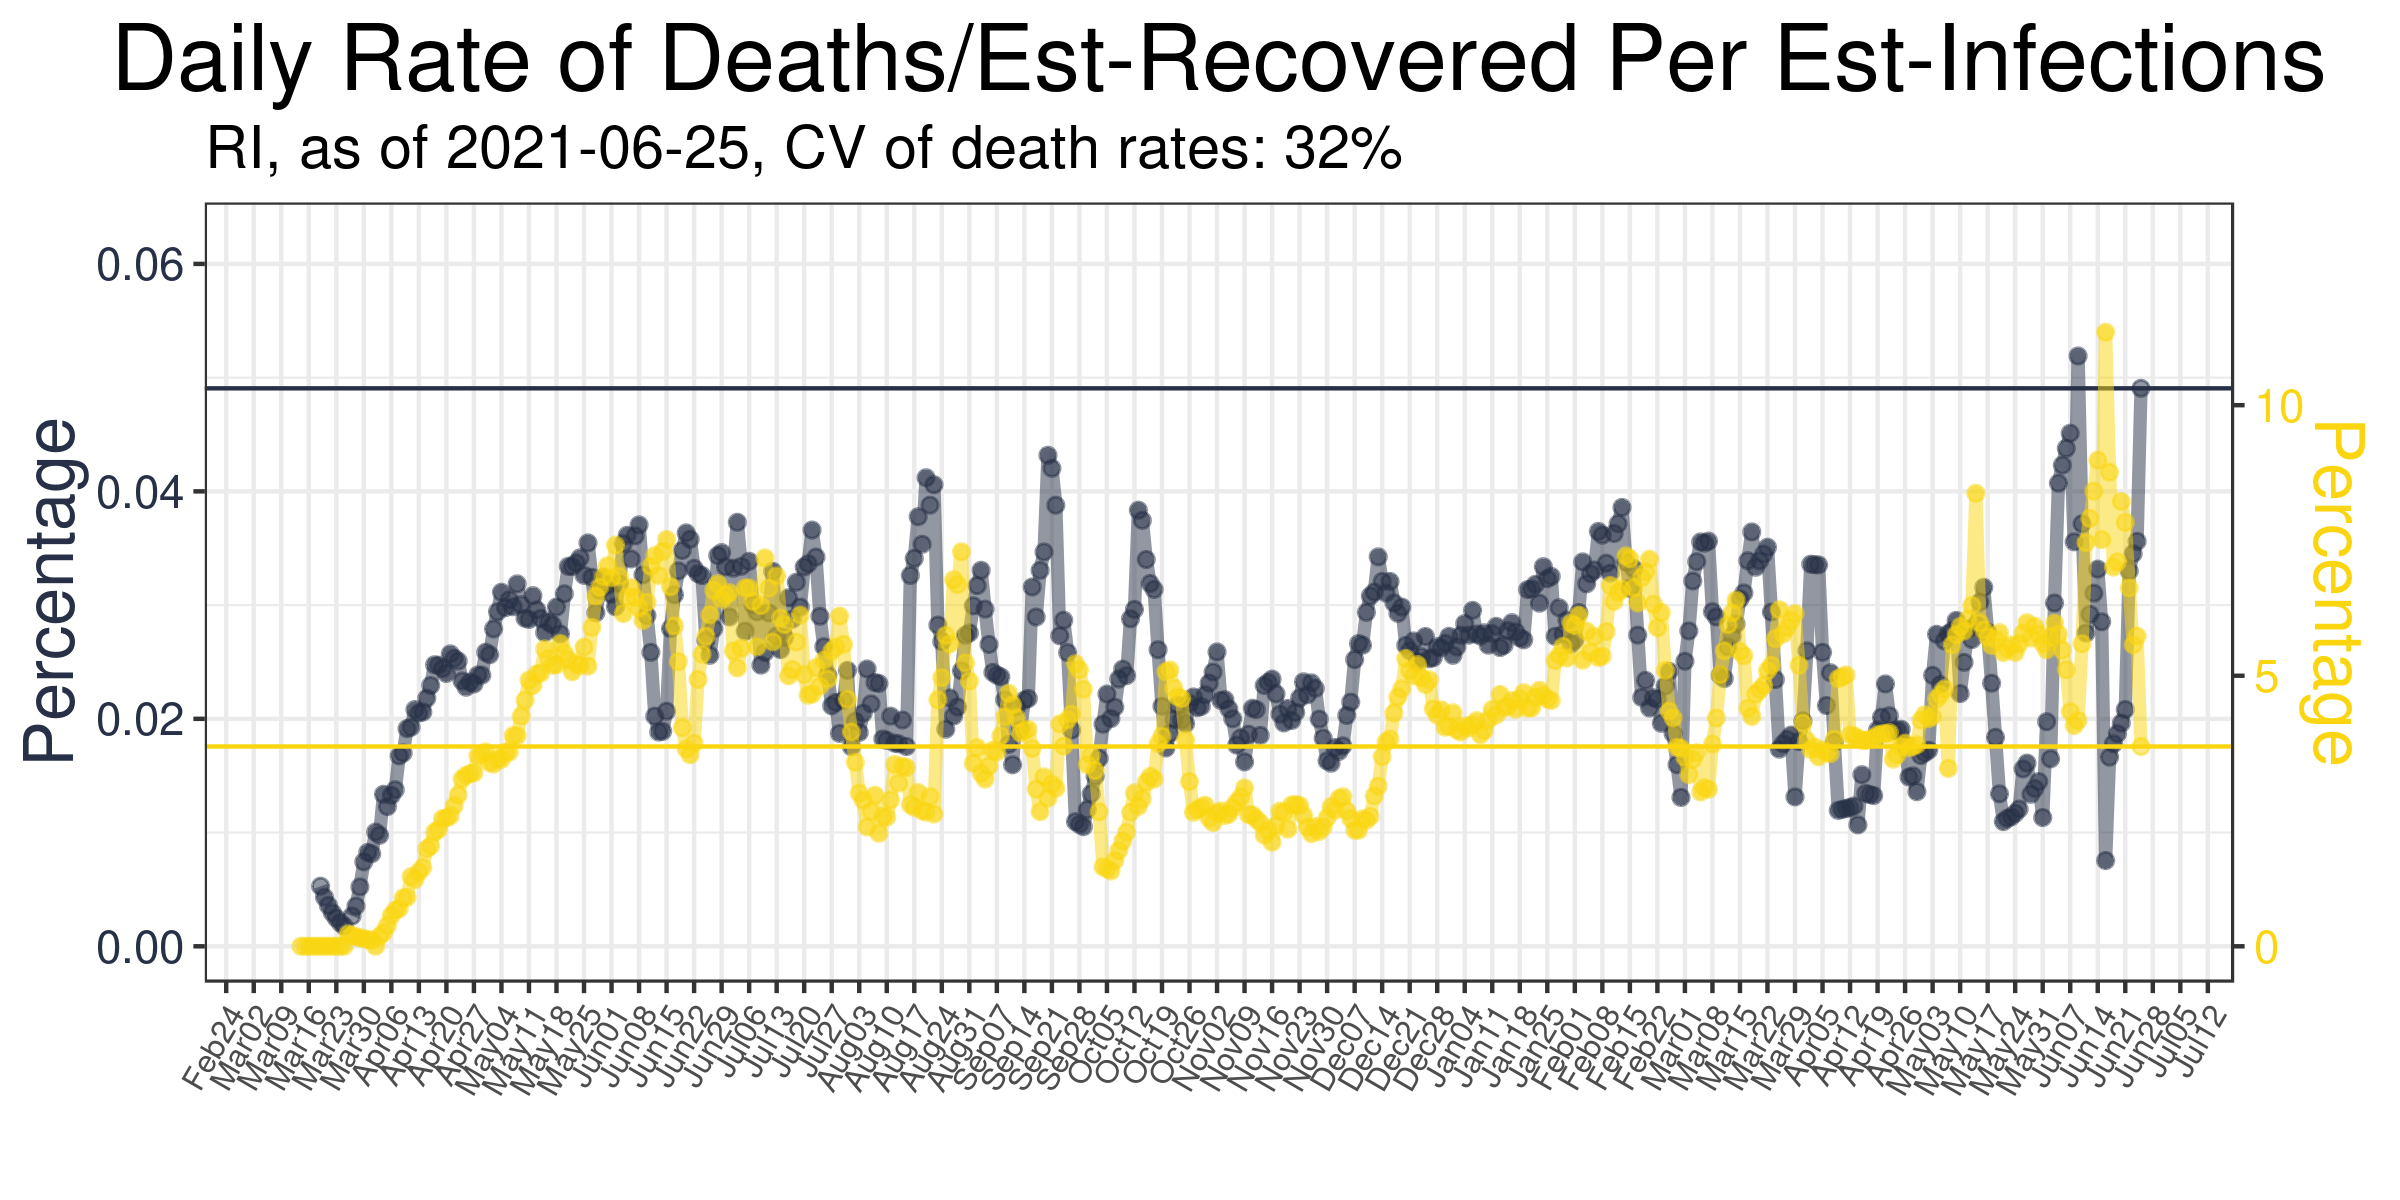 Daily Rate of Deaths/Est-Recovered Per Est-Infections
RI, as of 2021-06-25, CV of death rates: 32%
Percentage
0.06
0.04
0.02
0.00
10
5
0
Percentage
Feb24
Mar02
Mar09
Mar16
Mar23
Mar30
Apr06
Apr13
Apr20
Apr27
May04
May11
May18
May25
Jun01
Jun08
Jun15
Jun22
Jun29
Jul06
Jul13
Jul20
Jul27
Aug03
Aug10
Aug17
Aug24
Aug31
Sep07
Sep14
Sep21
Sep28
Oct05
Oct12
Oct19
Oct26
Nov02
Nov09
Nov16
Nov23
Nov30
Dec07
Dec14
Dec21
Dec28
Jan04
Jan11
Jan18
Jan25
Feb01
Feb08
Feb15
Feb22
Mar01
Mar08
Mar15
Mar22
Mar29
Apr05
Apr12
Apr19
Apr26
May03
May10
May17
May24
May31
Jun07
Jun14
Jun21
Jun28
Jul05
Jul12